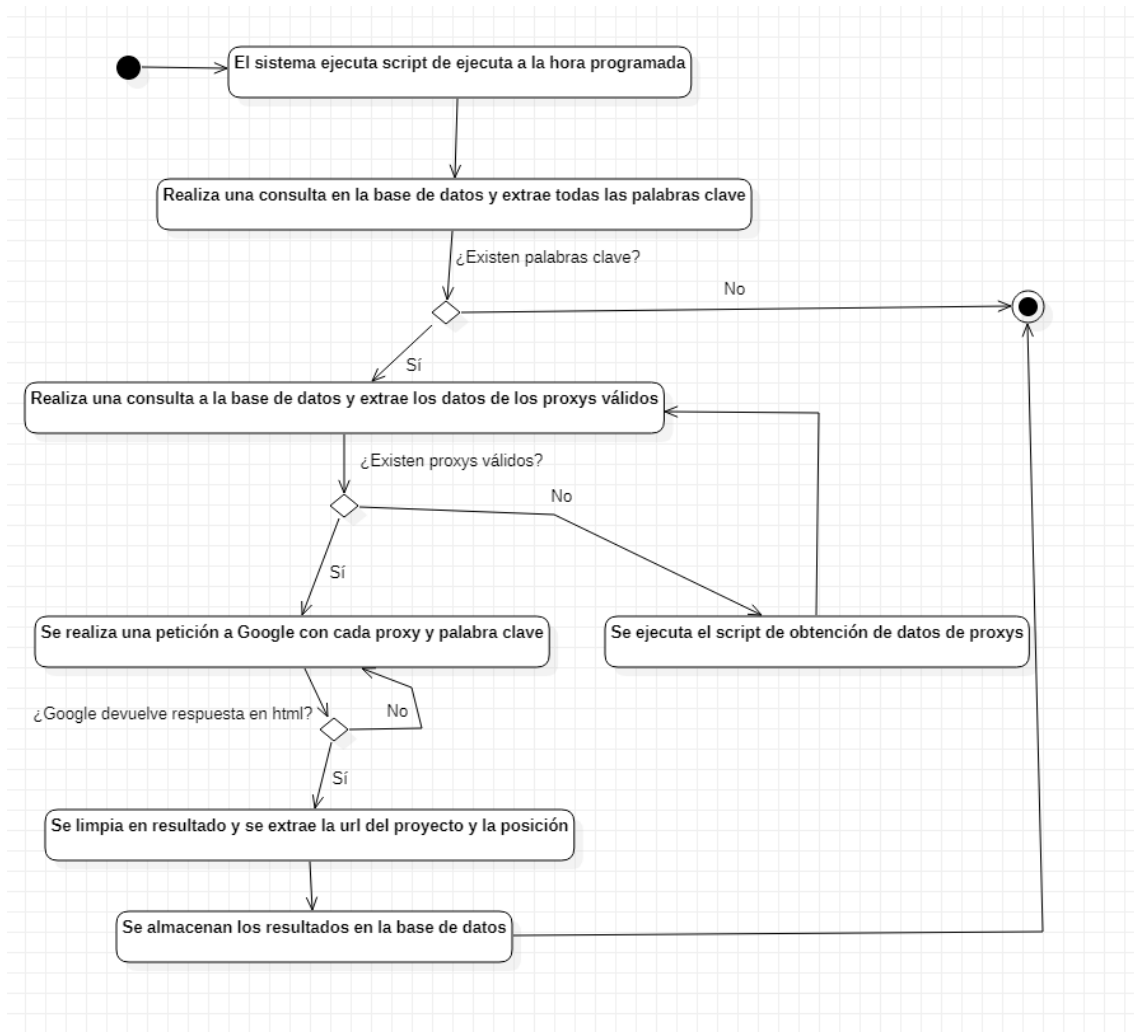 El sistema ejecuta script de ejecuta a la hora programada
Realiza una consulta en la base de datos y extrae todas las palabras clave
¿Existen palabras clave?
No
Sí
Realiza una consulta a la base de datos y extrae los datos de los proxys válidos
¿Existen proxys válidos?
No
Sí
Se realiza una petición a Google con cada proxy y palabra clave
Se ejecuta el script de obtención de datos de proxys
¿Google devuelve respuesta en html?
No
Sí
Se limpia en resultado y se extrae la url del proyecto y la posición
Se almacenan los resultados en la base de datos